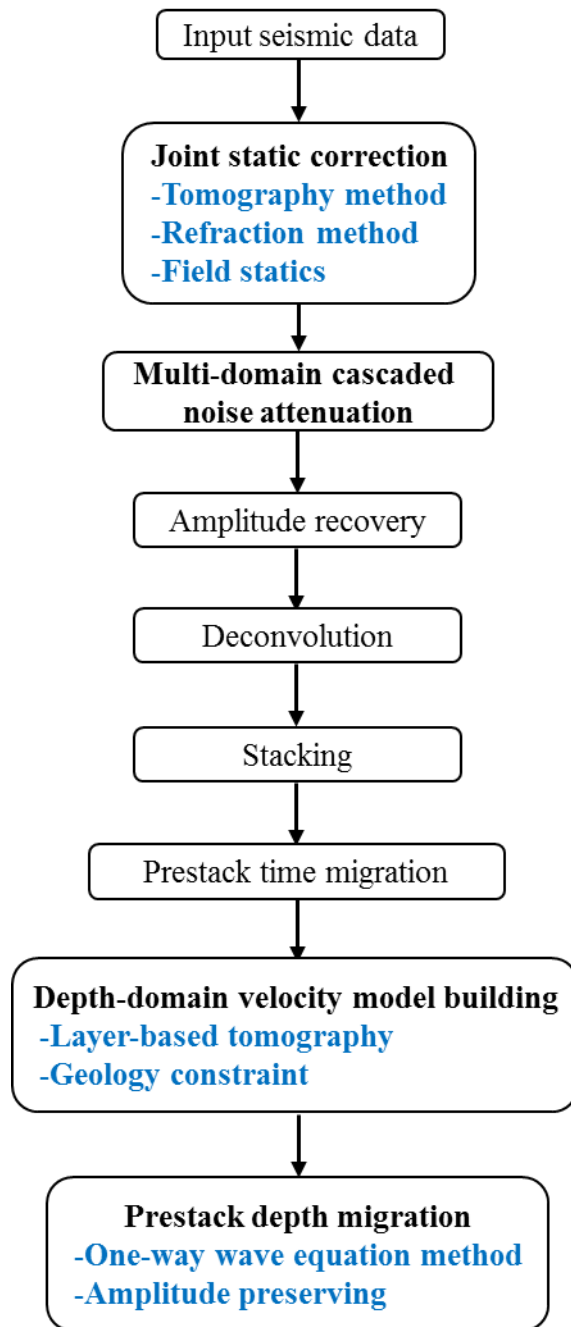 Input seismic data
Joint static correction
-Tomography method
-Refraction method
-Field statics
Multi-domain cascaded
noise attenuation
Amplitude recovery
Deconvolution
Stacking
Prestack time migration
Depth-domain velocity model building
-Layer-based tomography
-Geology constraint
Prestack depth migration
-One-way wave equation method
-Amplitude preserving